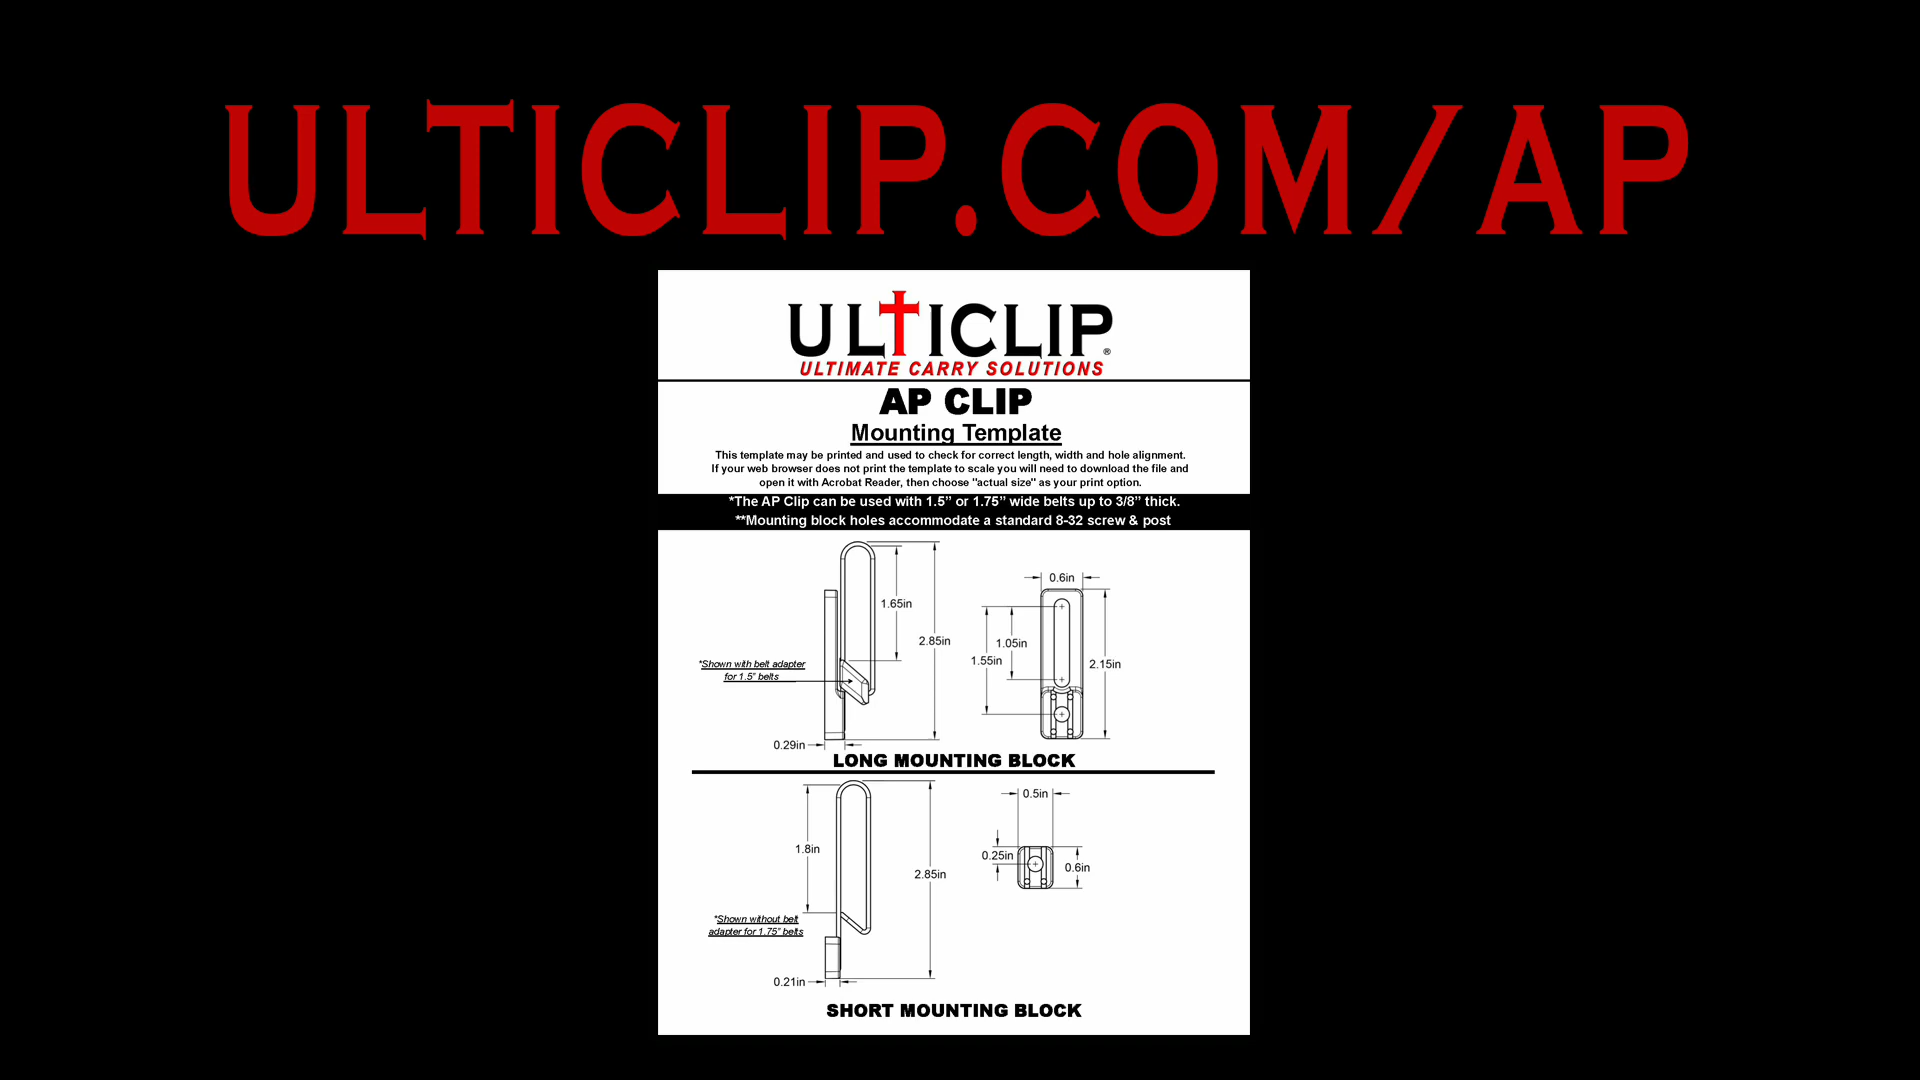 ULTICLIP.COM/AP
ULTICLIP®
ULTIMATE CARRY SOLUTIONS
AP CLIP
Mounting Template
This template may be printed and used to check for correct length, width and hole alignment.
If your web browser does not print the template to scale you will need to download the file and
open it with Acrobat Reader, then choose "actual size" as your print option.
*The AP Clip can be used with 1.5” or 1.75” wide belts up to 3/8” thick.
**Mounting block holes accommodate a standard 8-32 screw & post
0.6in
1.65in
2.85in
1.05in
1.55in
2.15in
*Shown with belt adapter
for 1.5” belts
0.29in
LONG MOUNTING BLOCK
0.5in
1.8in
0.25in
0.6in
2.85in
*Shown without belt
adapter for 1.75” belts
0.21in
SHORT MOUNTING BLOCK